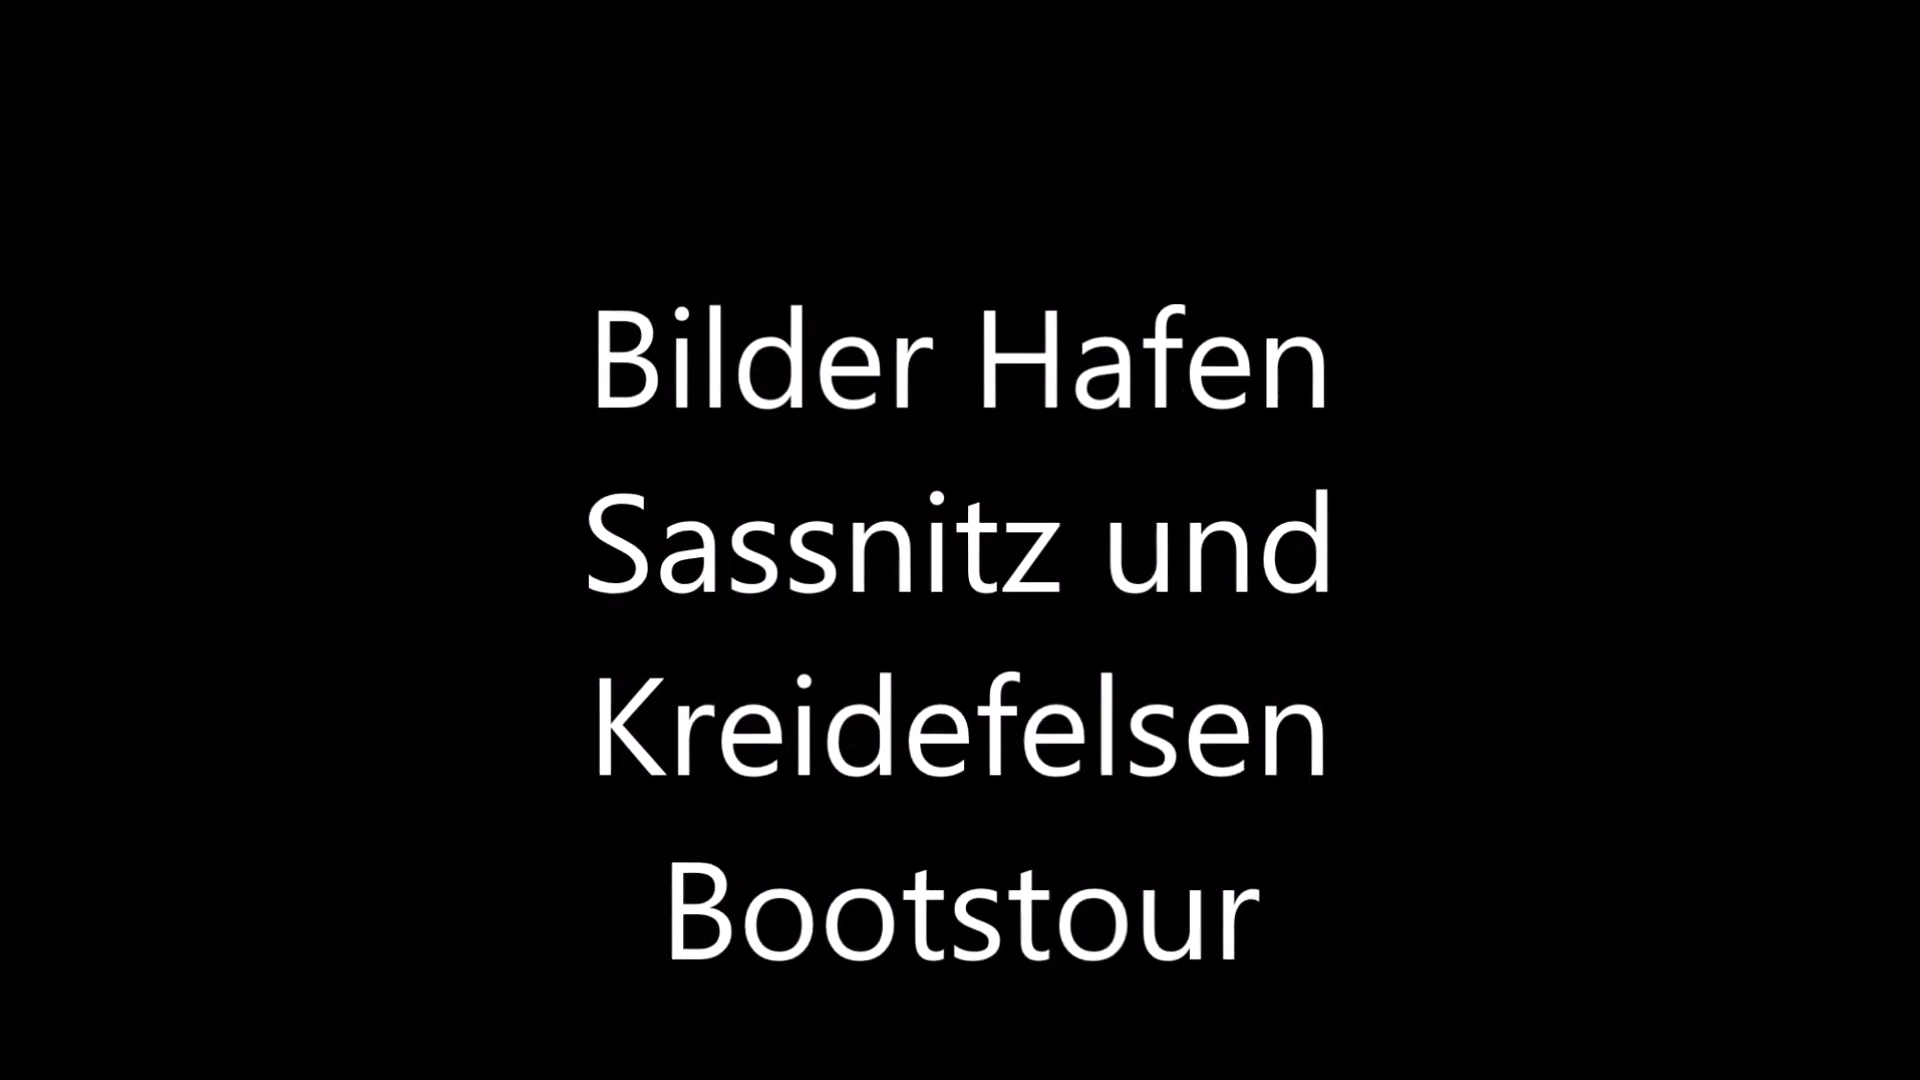 Bilder Hafen
Sassnitz und
Kreidefelsen
Bootstour